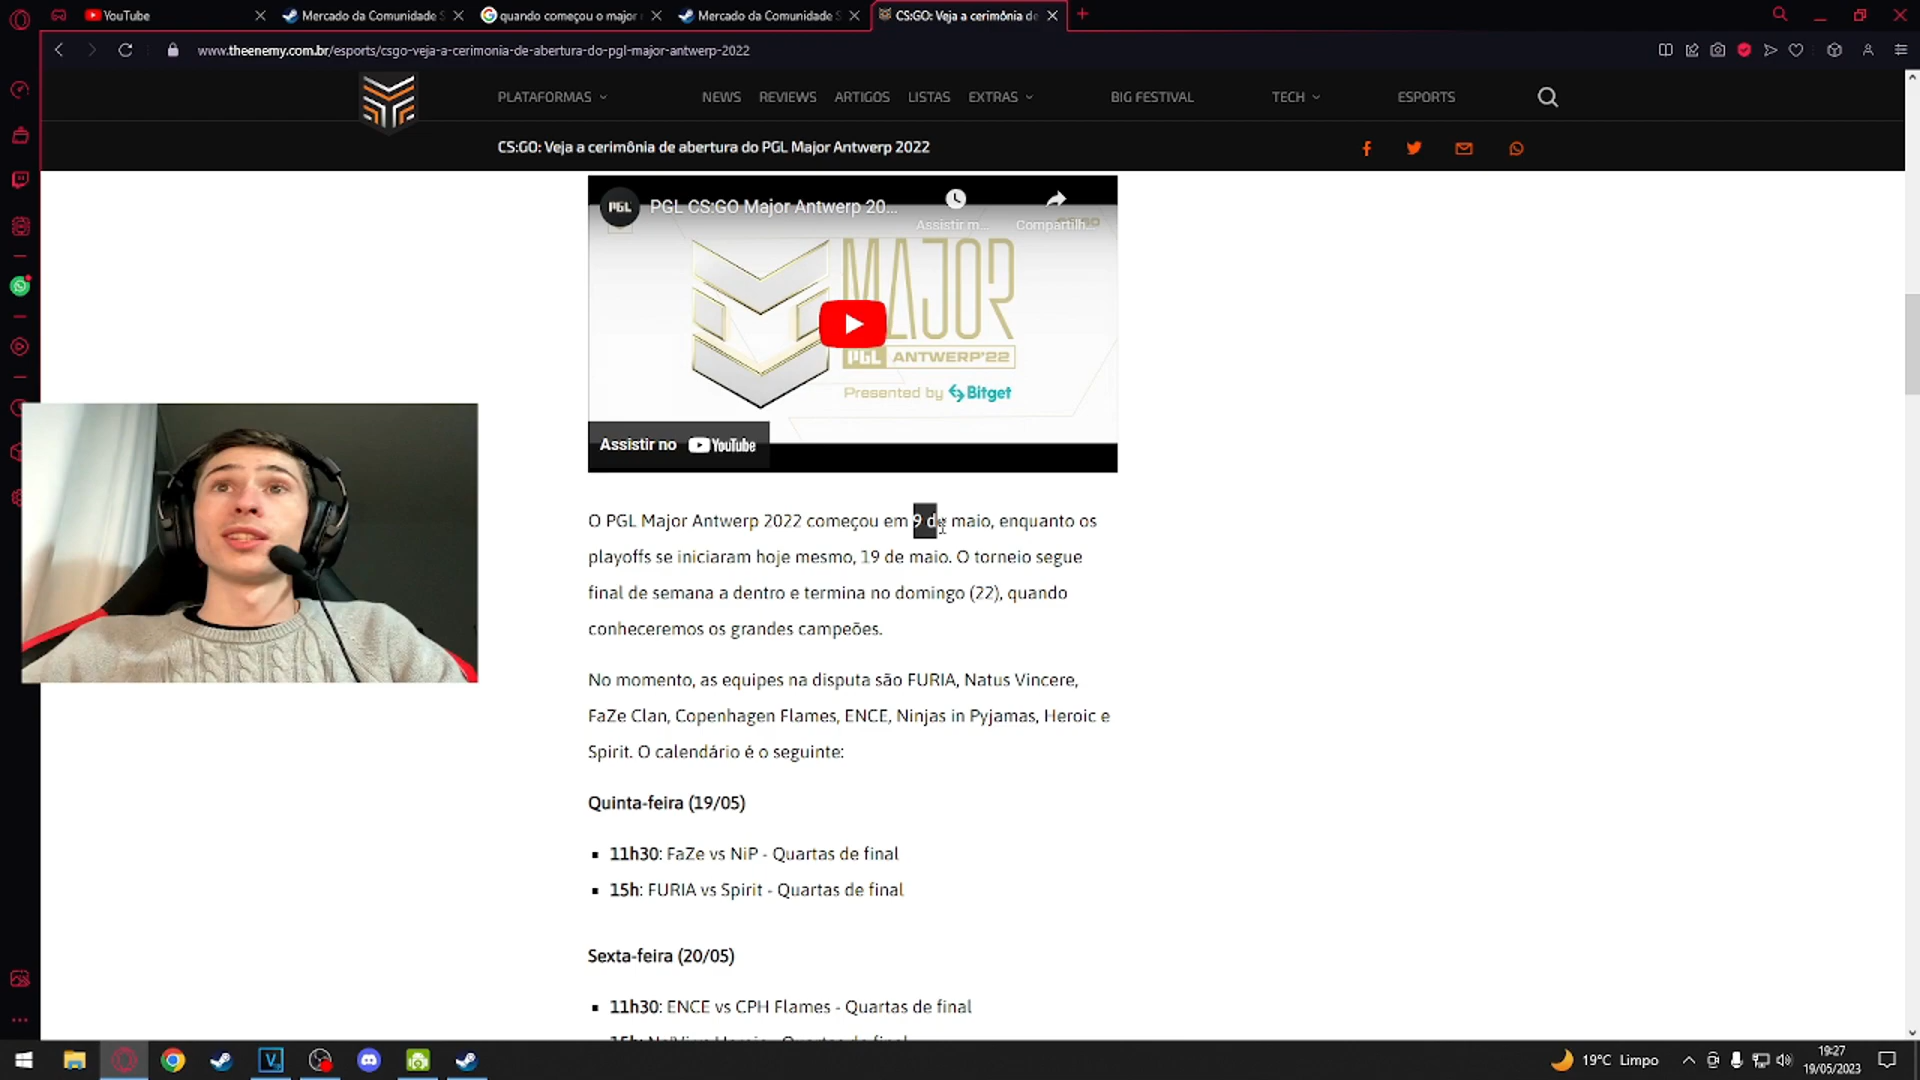 YouTube
Mercado da Comunidade S
quando começou o major
Mercado da Comunidade S
CS:GO: Veja a cerimônia de
www.theenemy.com.br/esports/csgo-veja-a-cerimonia-de-abertura-do-pgl-major-antwerp-2022
PLATAFORMAS
NEWS
REVIEWS
ARTIGOS
LISTAS
EXTRAS
BIG FESTIVAL
TECH
ESPORTS
CS:GO: Veja a cerimônia de abertura do PGL Major Antwerp 2022
PGL
PGL CS:GO Major Antwerp 20...
Assistir m...
Compartilh...
MAJOR
PGL ANTWERP'22
Presented by Bitget
Assistir no YouTube
O PGL Major Antwerp 2022 começou em 9 de maio, enquanto os
playoffs se iniciaram hoje mesmo, 19 de maio. O torneio segue
final de semana a dentro e termina no domingo (22), quando
conheceremos os grandes campeões.
No momento, as equipes na disputa são FURIA, Natus Vincere,
FaZe Clan, Copenhagen Flames, ENCE, Ninjas in Pyjamas, Heroic e
Spirit. O calendário é o seguinte:
Quinta-feira (19/05)
11h30: FaZe vs NiP - Quartas de final
15h: FURIA vs Spirit - Quartas de final
Sexta-feira (20/05)
11h30: ENCE vs CPH Flames - Quartas de final
19°C Limpo
19:27
19/05/2023